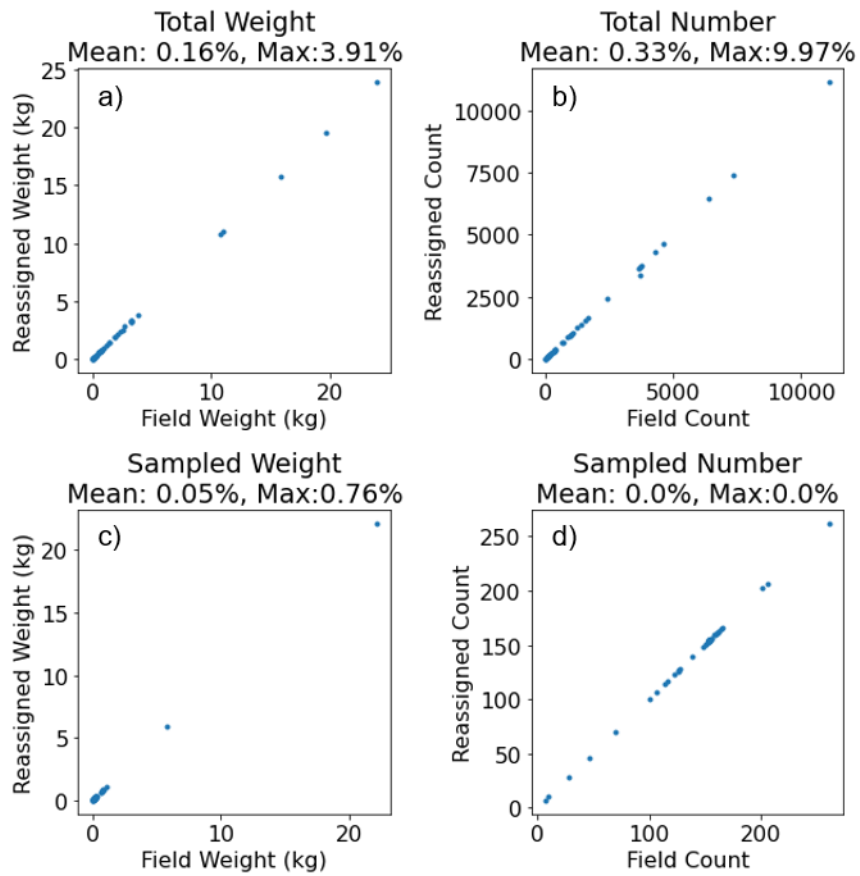 Total Weight
Mean: 0.16%, Max:3.91%
a)
25
20
15
10
5
0
Reassigned Weight (kg)
0 10 20
Field Weight (kg)
Total Number
Mean: 0.33%, Max:9.97%
b)
10000
7500
5000
2500
0
Reassigned Count
0 5000 10000
Field Count
Sampled Weight
Mean: 0.05%, Max:0.76%
c)
20
15
10
5
0
Reassigned Weight (kg)
0 20
Field Weight (kg)
Sampled Number
Mean: 0.0%, Max:0.0%
d)
250
200
150
100
50
0
Reassigned Count
0 100 200
Field Count